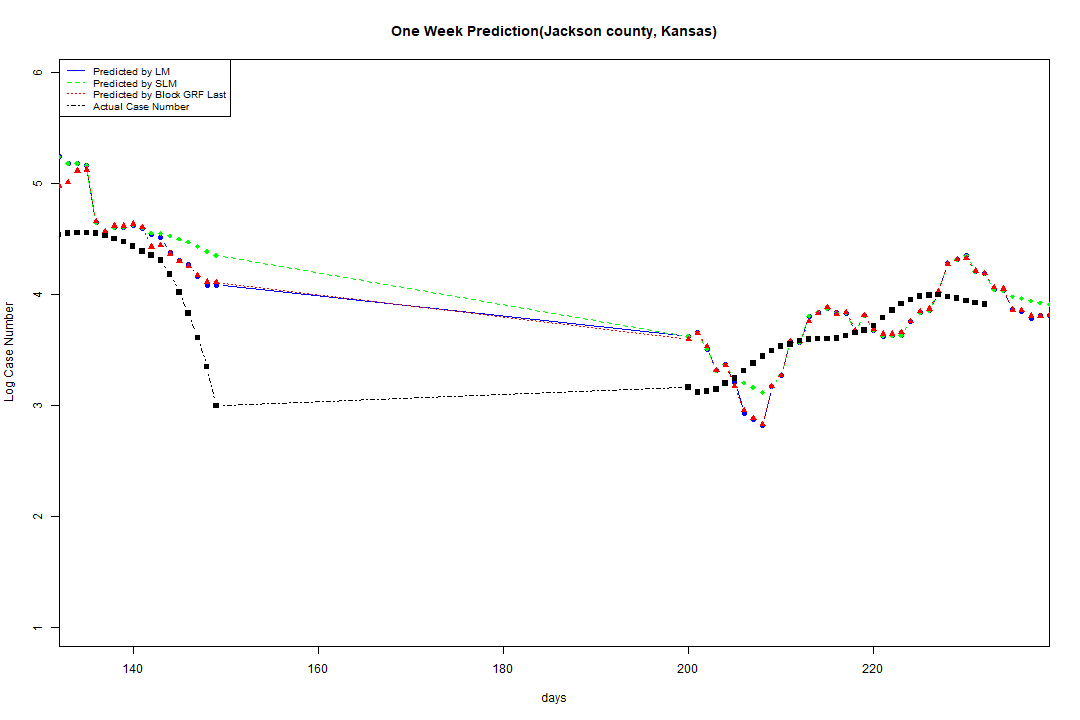 One Week Prediction(Jackson county, Kansas)
Predicted by LM
Predicted by SLM
Predicted by Block GRF Last
Actual Case Number
6
5
4
3
2
1
Log Case Number
140 160 180 200 220
days